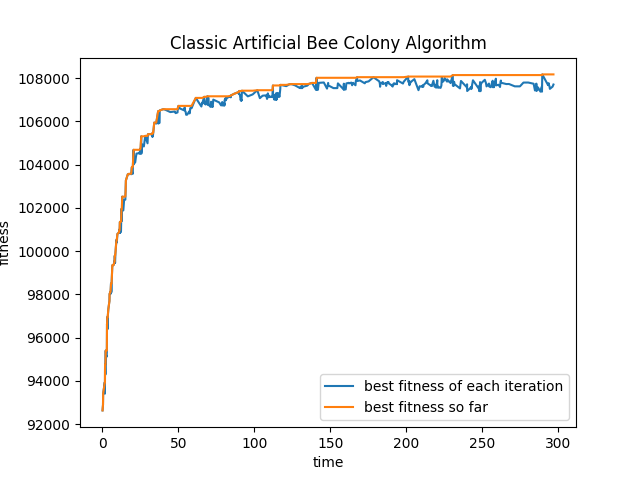 Classic Artificial Bee Colony Algorithm
fitness
108000
106000
104000
102000
100000
98000
96000
94000
92000
best fitness of each iteration
best fitness so far
0 50 100 150 200 250 300
time